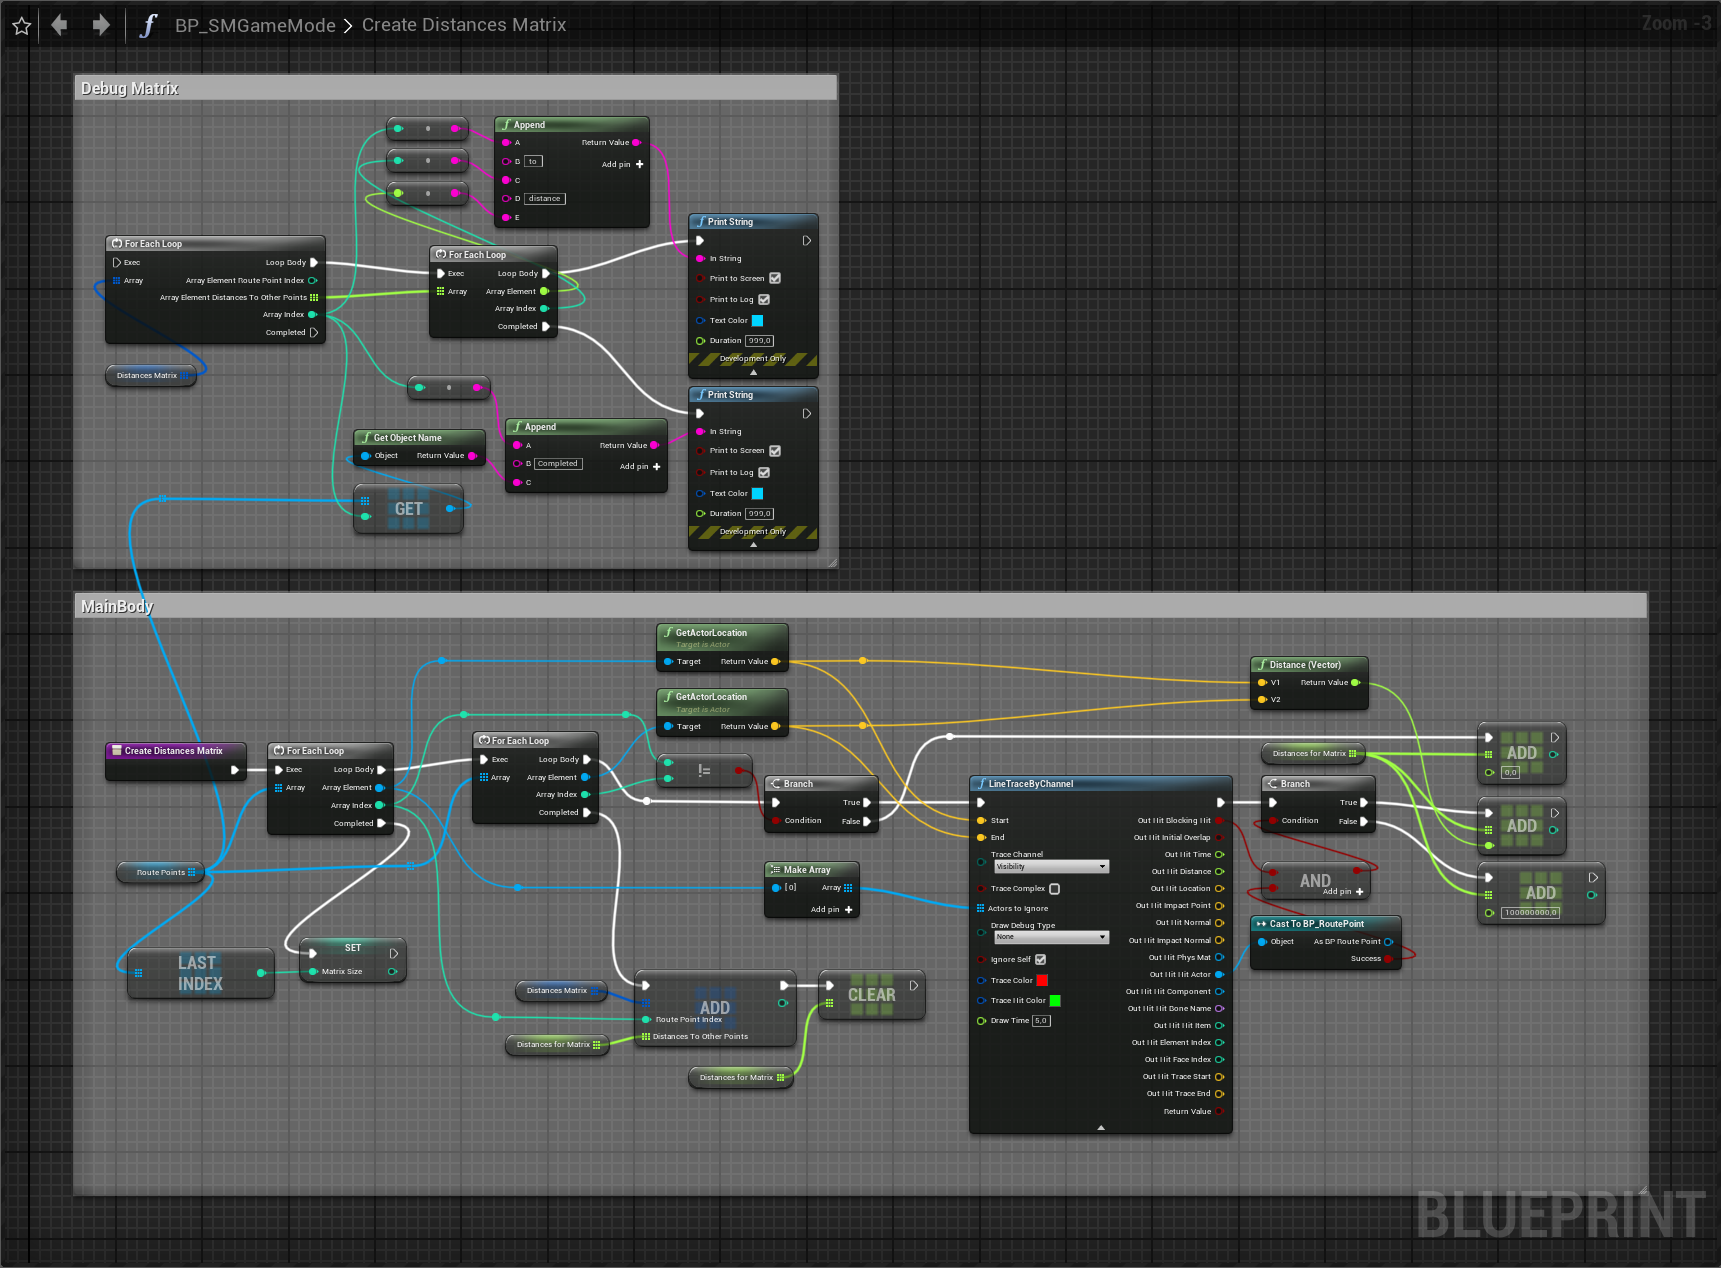 BP_SMGameMode > Create Distances Matrix
Zoom -3
Debug Matrix
Append
A
Return Value
B to
Add pin +
C
D distance
E
Print String
In String
Print to Screen
Print to Log
Text Color
Duration 999,0
Development Only
For Each Loop
Exec
Loop Body
Array
Array Element Route Point Index
Array Element Distances To Other Points
Array Index
Completed
For Each Loop
Exec
Loop Body
Array
Array Element
Array Index
Completed
Distances Matrix
Print String
In String
Print to Screen
Print to Log
Text Color
Duration 999,0
Development Only
Get Object Name
Object
Return Value
Append
A
Return Value
B Completed
Add pin +
C
GET
MainBody
GetActorLocation
Target is Actor
Target
Return Value
GetActorLocation
Target is Actor
Target
Return Value
Distance (Vector)
V1
Return Value
V2
Create Distances Matrix
For Each Loop
Exec
Loop Body
Array
Array Element
Array Index
Completed
For Each Loop
Exec
Loop Body
Array
Array Element
Array Index
Completed
!=
Branch
True
Condition
False
LineTraceByChannel
Start
End
Trace Channel
Visibility
Trace Complex
Actors to Ignore
Draw Debug Type
None
Ignore Self
Trace Color
Trace Hit Color
Draw Time 5,0
Out Hit Blocking Hit
Out Hit Initial Overlap
Out Hit Time
Out Hit Distance
Out Hit Location
Out Hit Impact Point
Out Hit Normal
Out Hit Impact Normal
Out Hit Phys Mat
Out Hit Hit Actor
Out Hit Hit Component
Out Hit Hit Bone Name
Out Hit Hit Item
Out Hit Element Index
Out Hit Face Index
Out Hit Trace Start
Out Hit Trace End
Return Value
Distances for Matrix
Branch
True
Condition
False
ADD
0,0
ADD
ADD
100000000,0
AND
Add pin +
Cast To BP_RoutePoint
Object
As BP Route Point
Success
Make Array
[0]
Array
Add pin +
Route Points
LAST
INDEX
SET
Matrix Size
Distances Matrix
Distances for Matrix
ADD
Route Point Index
Distances To Other Points
CLEAR
Distances for Matrix
BLUEPRINT